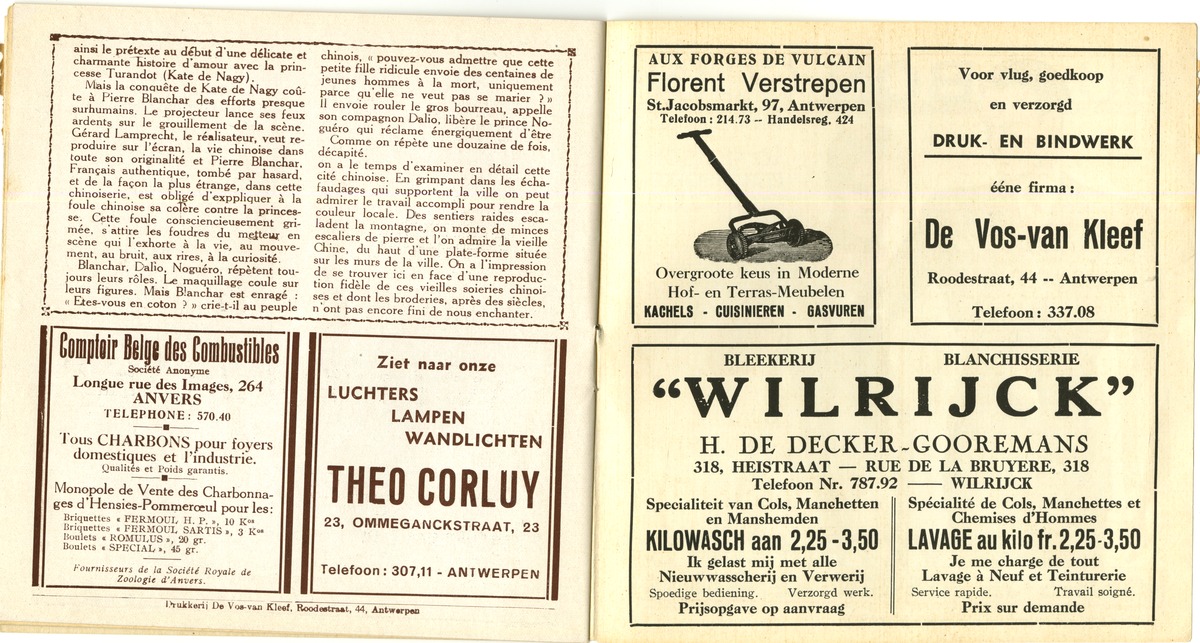 ainsi le prétexte au début d'une délicate et
charmante histoire d'amour avec la prin-
cesse Turandot (Kate de Nagy).
Mais la conquête de Kate de Nagy coû-
te à Pierre Blanchar des efforts presque
surhumains. Le projecteur lance ses feux
ardents sur le grouillement de la scène.
Gérard Lamprecht, le réalisateur, veut re-
produire sur l'écran, la vie chinoise dans
toute son originalité et Pierre Blanchar,
Français authentique, tombé par hasard,
et de la façon la plus étrange, dans cette
chinoiserie, est obligé d'exppliquer à la
foule chinoise sa colère contre la princes-
se. Cette foule consciencieusement gri-
mée, s'attire les foudres du metteur en
scène qui l'exhorte à la vie, au mouve-
ment, au bruit, aux rires, à la curiosité.
Blanchar, Dalio, Noguéro, répètent tou-
jours leurs rôles. Le maquillage coule sur
leurs figures. Mais Blanchar est enragé :
« Etes-vous en coton ? » crie-t-il au peuple
chinois, « pouvez-vous admettre que cette
petite fille ridicule envoie des centaines de
jeunes hommes à la mort, uniquement
parce qu'elle ne veut pas se marier ? »
Il envoie rouler le gros bourreau, appelle
son compagnon Dalio, libère le prince No-
guéro qui réclame énergiquement d'être
Comme on répète une douzaine de fois,
décapité.
on a le temps d'examiner en détail cette
cité chinoise. En grimpant dans les écha-
faudages qui supportent la ville on peut
admirer le travail accompli pour rendre la
couleur locale. Des sentiers raides esca-
ladent la montagne, on monte de minces
escaliers de pierre et l'on admire la vieille
Chine, du haut d'une plate-forme située
sur les murs de la ville. On a l'impression
de se trouver ici en face d'une reproduc-
tion fidèle de ces vieilles soieries chinoi-
ses et dont les broderies, après des siècles,
n'ont pas encore fini de nous enchanter.
Comptoir Belge des Combustibles
Société Anonyme
Longue rue des Images, 264
ANVERS
TELEPHONE : 570.40
Tous CHARBONS pour foyers
domestiques et l'industrie.
Qualités et Poids garantis.
Monopole de Vente des Charbonna-
ges d'Hensies-Pommerœul pour les:
Briquettes « FERMOUL H. P. », 10 Kos
Briquettes « FERMOUL SARTIS », 3 Kos
Boulets « ROMULUS », 20 gr.
Boulets « SPECIAL », 45 gr.
Fournisseurs de la Société Royale de
Zoologie d'Anvers.
Ziet naar onze
LUCHTERS
LAMPEN
WANDLICHTEN
THEO CORLUY
23, OMMEGANCKSTRAAT, 23
Telefoon : 307,11 - ANTWERPEN
Drukkerij De Vos-van Kleef, Roodestraat, 44, Antwerpen
AUX FORGES DE VULCAIN
Florent Verstrepen
St.Jacobsmarkt, 97, Antwerpen
Telefoon : 214.73 -- Handelsreg. 424
Overgroote keus in Moderne
Hof- en Terras-Meubelen
KACHELS - CUISINIEREN - GASVUREN
Voor vlug, goedkoop
en verzorgd
DRUK- EN BINDWERK
ééne firma :
De Vos-van Kleef
Roodestraat, 44 -- Antwerpen
Telefoon : 337.08
BLEEKERIJ BLANCHISSERIE
“WILRIJCK”
H. DE DECKER-GOOREMANS
318, HEISTRAAT — RUE DE LA BRUYERE, 318
Telefoon Nr. 787.92 — WILRIJCK
Specialiteit van Cols, Manchetten
en Manshemden
KILOWASCH aan 2,25 - 3,50
Ik gelast mij met alle
Nieuwwasscherij en Verwerij
Spoedige bediening. Verzorgd werk.
Prijsopgave op aanvraag
Spécialité de Cols, Manchettes et
Chemises d'Hommes
LAVAGE au kilo fr. 2,25-3,50
Je me charge de tout
Lavage à Neuf et Teinturerie
Service rapide. Travail soigné.
Prix sur demande